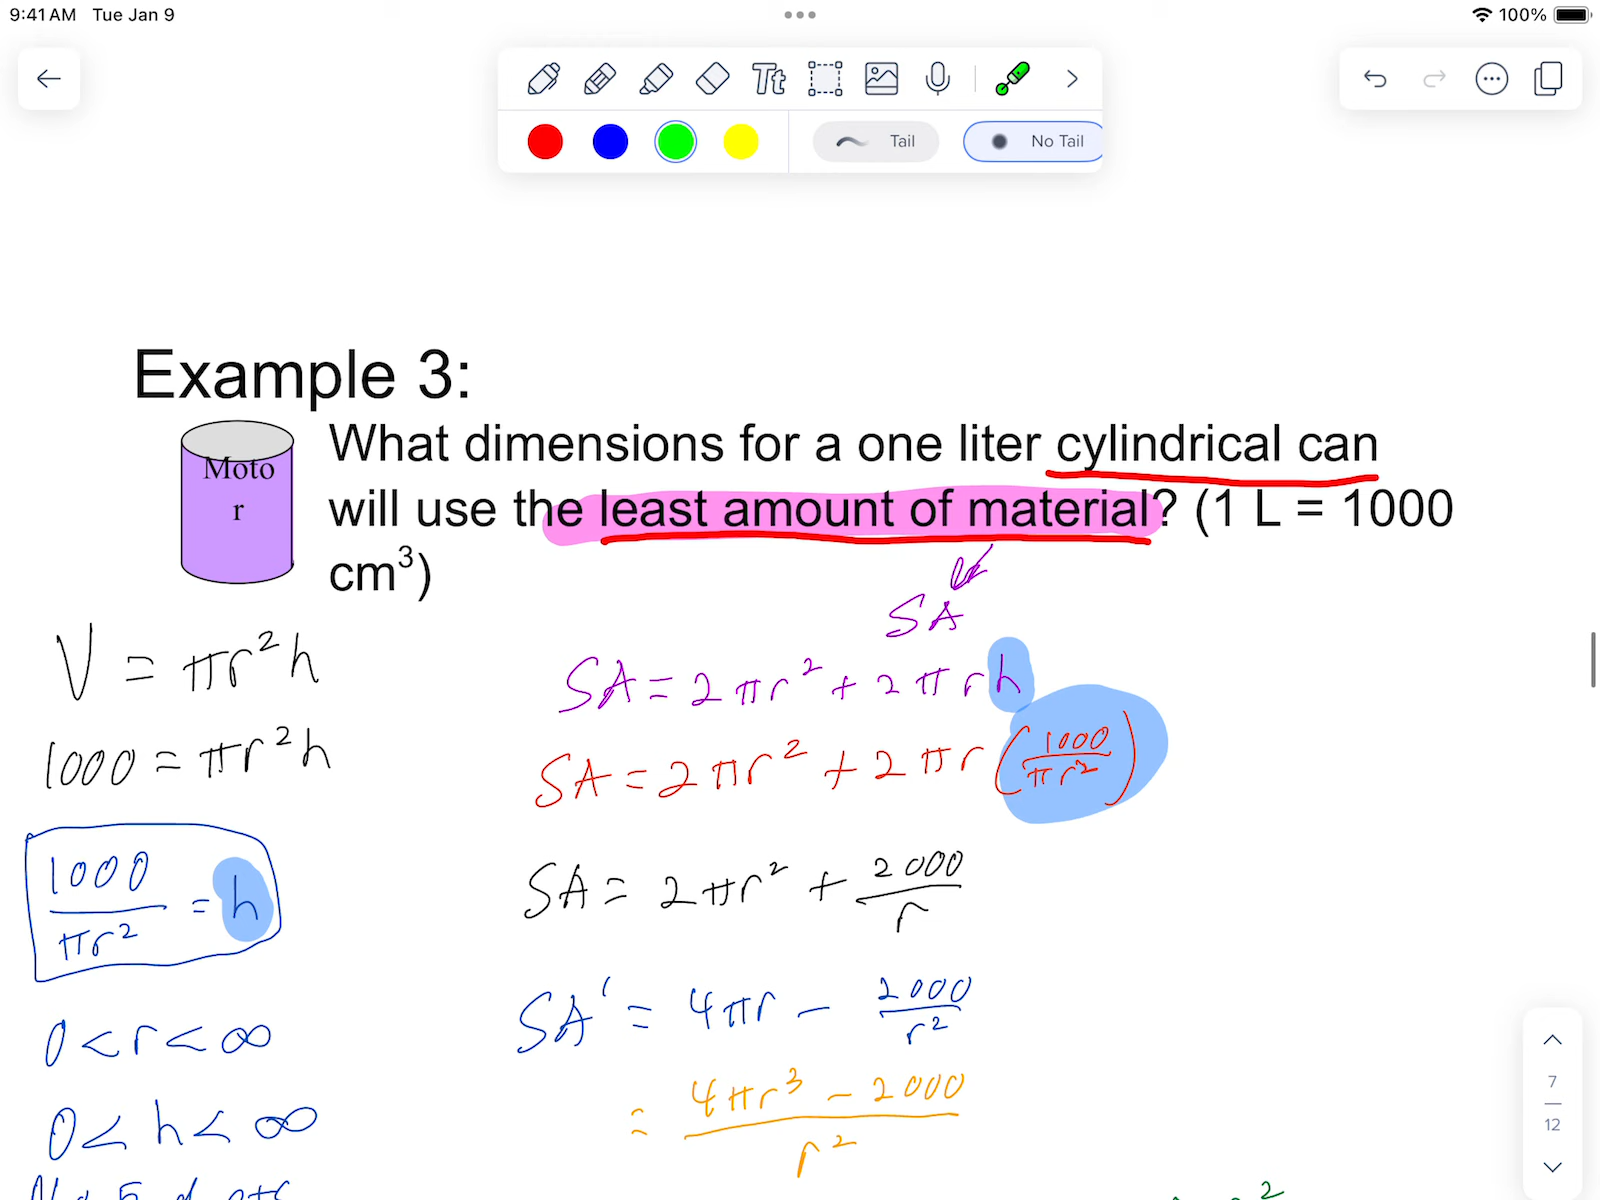 9:41 AM Tue Jan 9
100%
Tt
Tail
No Tail
Example 3:
What dimensions for a one liter cylindrical can
will use the least amount of material? (1 L = 1000
cm³)
Moto
r
SA
V = πr²h
1000 = πr²h
1000/πr² = h
0 < r < ∞
0 < h < ∞
SA = 2πr² + 2πrh
SA = 2πr² + 2πr(1000/πr²)
SA = 2πr² + 2000/r
SA' = 4πr - 2000/r²
= 4πr³ - 2000/r²
7
12